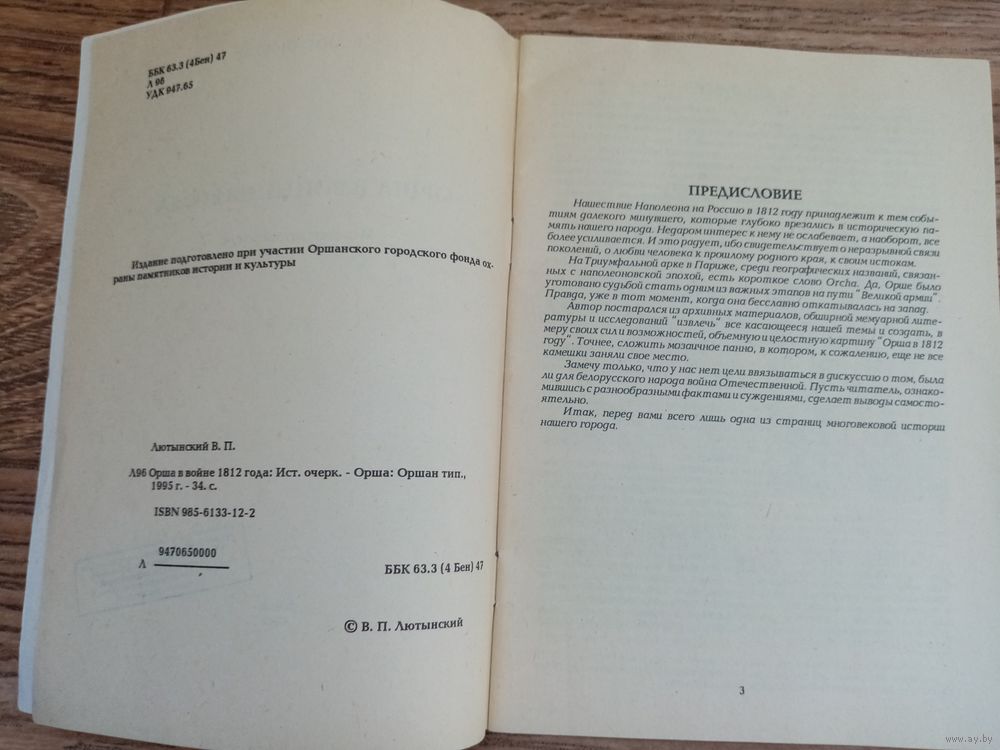 ББК 63.3 (4Бен) 47
Л 96
УДК 947.65
Издание подготовлено при участии Оршанского городского фонда ох-
раны памятников истории и культуры
Лютынский В. П.
Л96 Орша в войне 1812 года: Ист. очерк. - Орша: Оршан тип.,
1995 г. - 34. с.
ISBN 985-6133-12-2
9470650000
Л
ББК 63.3 (4 Бен) 47
© В. П. Лютынский
ПРЕДИСЛОВИЕ
Нашествие Наполеона на Россию в 1812 году принадлежит к тем собы-
тиям далекого минувшего, которые глубоко врезались в историческую па-
мять нашего народа. Недаром интерес к нему не ослабевает, а наоборот, все
более усиливается. И это радует, ибо свидетельствует о неразрывной связи
поколений, о любви человека к прошлому родного края, к своим истокам.
На Триумфальной арке в Париже, среди географических названий, связан-
ных с наполеоновской эпохой, есть короткое слово Orcha. Да, Орше было
уготовано судьбой стать одним из важных этапов на пути "Великой армии".
Правда, уже в тот момент, когда она бесславно откатывалась на запад.
Автор постарался из архивных материалов, обширной мемуарной лите-
ратуры и исследований "извлечь" все касающееся нашей темы и создать, в
меру своих сил и возможностей, объемную и целостную картину "Орша в 1812
году". Точнее, сложить мозаичное панно, в котором, к сожалению, еще не все
камешки заняли свое место.
Замечу только, что у нас нет цели ввязываться в дискуссию о том, была
ли для белорусского народа война Отечественной. Пусть читатель, ознако-
мившись с разнообразными фактами и суждениями, сделает выводы самосто-
ятельно.
Итак, перед вами всего лишь одна из страниц многовековой истории
нашего города.
3
www.ay.by